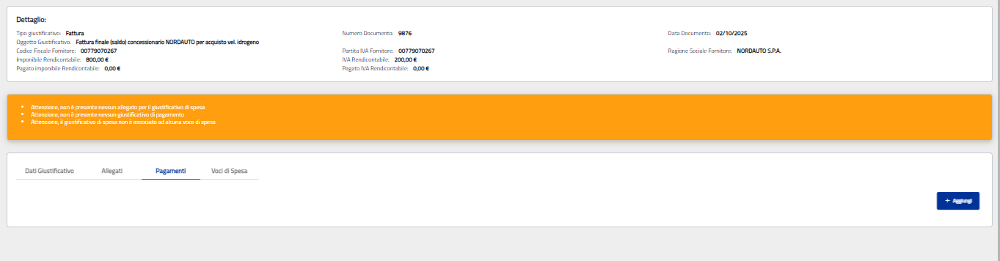 Dettaglio:
Tipo giustificativo: Fattura Numero Documento: 9876 Data Documento: 02/10/2025
Oggetto Giustificativo: Fattura finale (saldo) concessionario NORDAUTO per acquisto vel. idrogeno
Codice Fiscale Fornitore: 00779070267 Partita IVA Fornitore: 00779070267 Ragione Sociale Fornitore: NORDAUTO S.P.A.
Imponibile Rendicontabile: 800,00 € IVA Rendicontabile: 200,00 €
Pagato imponibile Rendicontabile: 0,00 € Pagato IVA Rendicontabile: 0,00 €
• Attenzione, non è presente nessun allegato per il giustificativo di spesa
• Attenzione, non è presente nessun giustificativo di pagamento
• Attenzione, il giustificativo di spesa non è associato ad alcuna voce di spesa
Dati Giustificativo Allegati Pagamenti Voci di Spesa
+ Aggiungi